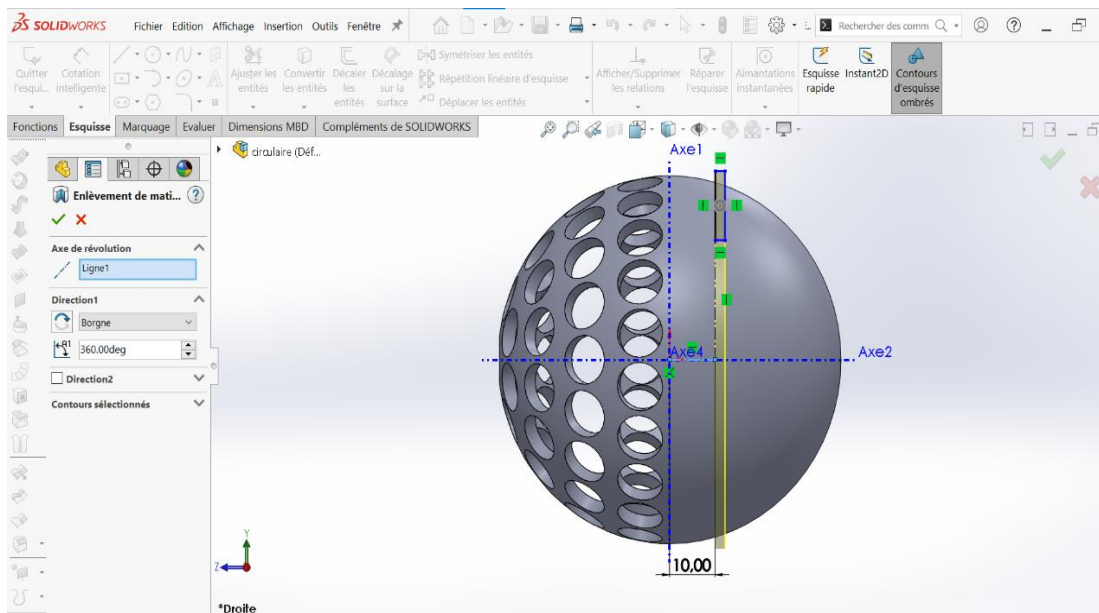 SOLIDWORKS Fichier Edition Affichage Insertion Outils Fenêtre Rechercher des comm
Quitter l'esqui... Cotation intelligente Ajuster les entités Convertir les entités Décaler les entités Décalage sur la surface Symétriser les entités Répétition linéaire d'esquisse Déplacer les entités Afficher/Supprimer les relations Réparer l'esquisse Aimantations instantanées Esquisse rapide Instant2D Contours d'esquisse ombrés
Fonctions Esquisse Marquage Evaluer Dimensions MBD Compléments de SOLIDWORKS
circulaire (Déf...
Enlèvement de mati...
Axe de révolution
Ligne1
Direction1
Borgne
360.00deg
Direction2
Contours sélectionnés
Axe1
Axe4
Axe2
10,00
Y
Z
*Droite